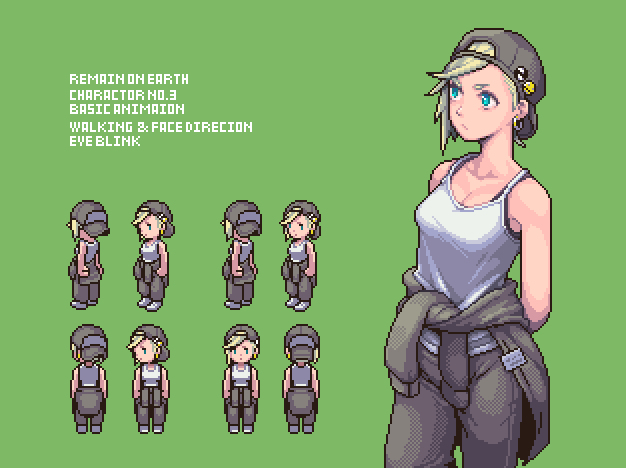 REMAIN ON EARTH
CHARACTOR NO.3
BASIC ANIMAION
WALKING & FACE DIRECION
EYE BLINK